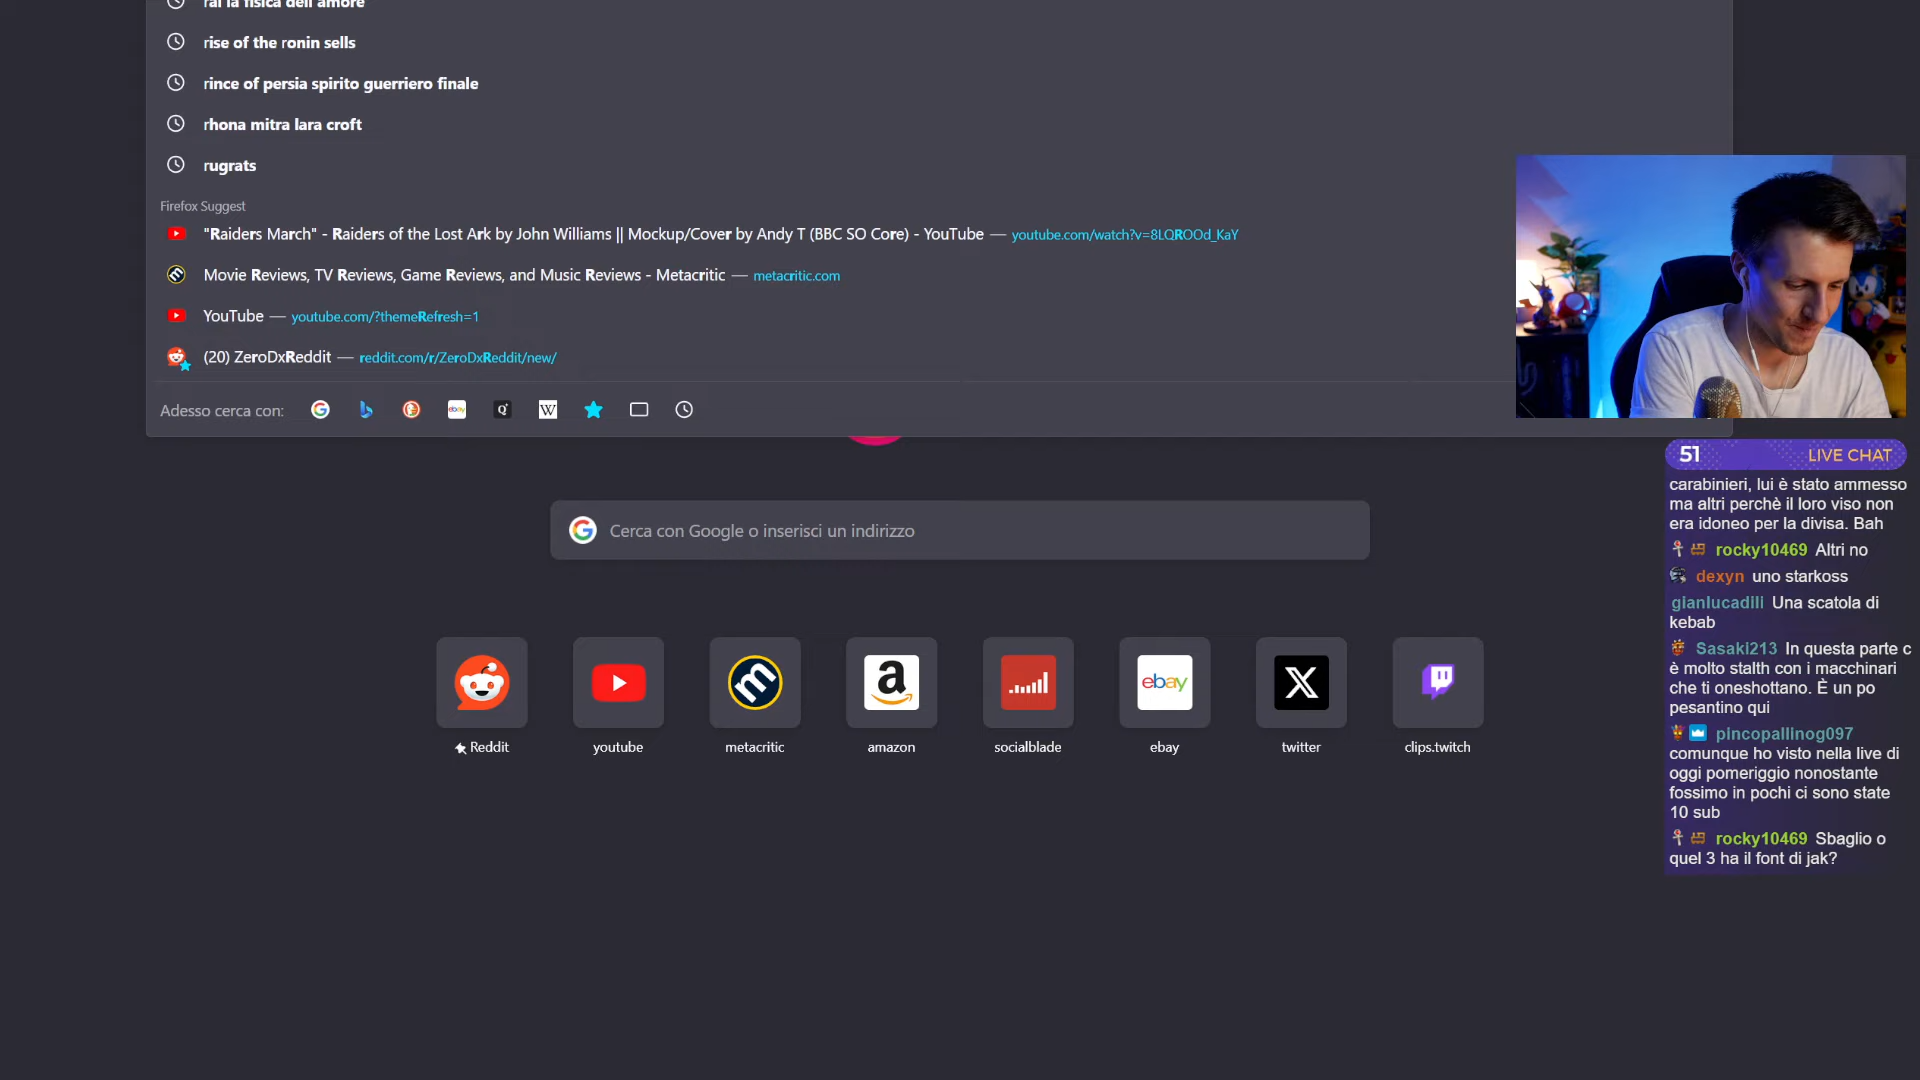 rai la fisica dell amore
rise of the ronin sells
rince of persia spirito guerriero finale
rhona mitra lara croft
rugrats
Firefox Suggest
"Raiders March" - Raiders of the Lost Ark by John Williams || Mockup/Cover by Andy T (BBC SO Core) - YouTube — youtube.com/watch?v=8LQROOd_KaY
Movie Reviews, TV Reviews, Game Reviews, and Music Reviews - Metacritic — metacritic.com
YouTube — youtube.com/?themeRefresh=1
(20) ZeroDxReddit — reddit.com/r/ZeroDxReddit/new/
Adesso cerca con:
ebay
W
Cerca con Google o inserisci un indirizzo
a
ebay
Reddit
youtube
metacritic
amazon
socialblade
ebay
twitter
clips.twitch
51 LIVE CHAT
carabinieri, lui è stato ammesso
ma altri perchè il loro viso non
era idoneo per la divisa. Bah
rocky10469 Altri no
dexyn uno starkoss
gianlucadili Una scatola di
kebab
Sasaki213 In questa parte c
è molto stalth con i macchinari
che ti oneshottano. È un po
pesantino qui
pincopallinog097
comunque ho visto nella live di
oggi pomeriggio nonostante
fossimo in pochi ci sono state
10 sub
rocky10469 Sbaglio o
quel 3 ha il font di jak?